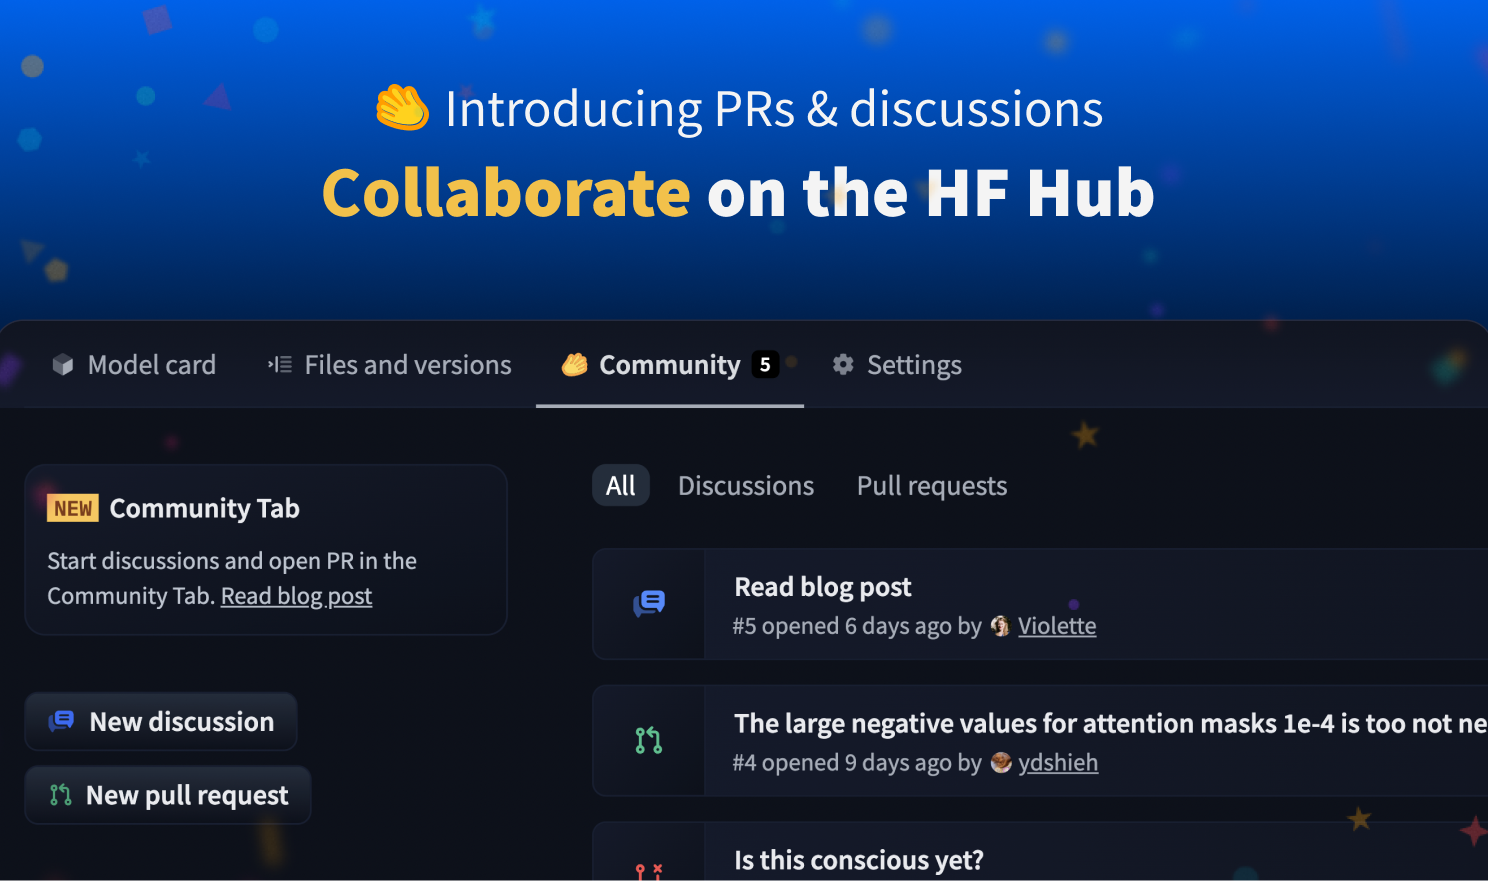 Introducing PRs & discussions
Collaborate on the HF Hub
Model card
Files and versions
Community 5
Settings
NEW Community Tab
Start discussions and open PR in the
Community Tab. Read blog post
New discussion
New pull request
All
Discussions
Pull requests
Read blog post
#5 opened 6 days ago by Violette
The large negative values for attention masks 1e-4 is too not ne
#4 opened 9 days ago by ydshieh
Is this conscious yet?